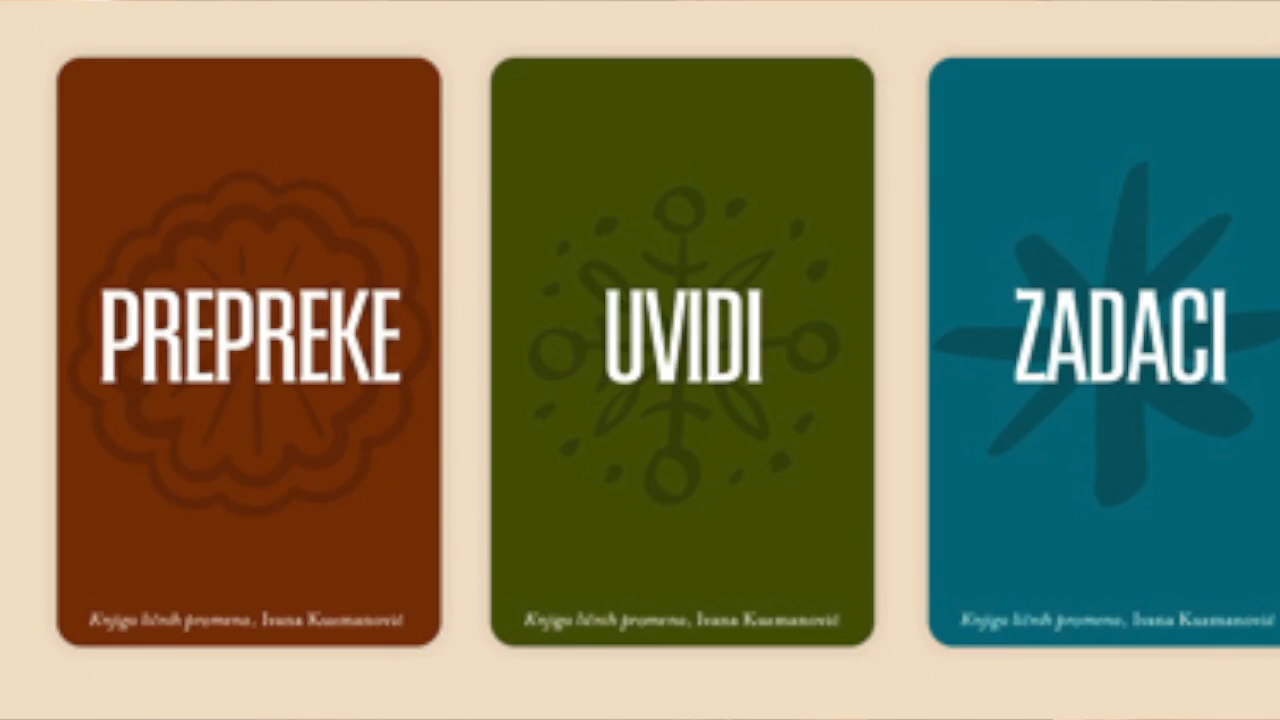 PREPREKE
UVIDI
ZADACI
Knjiga ličnih promena, Ivana Kuzmanović
Knjiga ličnih promena, Ivana Kuzmanović
Knjiga ličnih promena, Ivana Kuzmanović